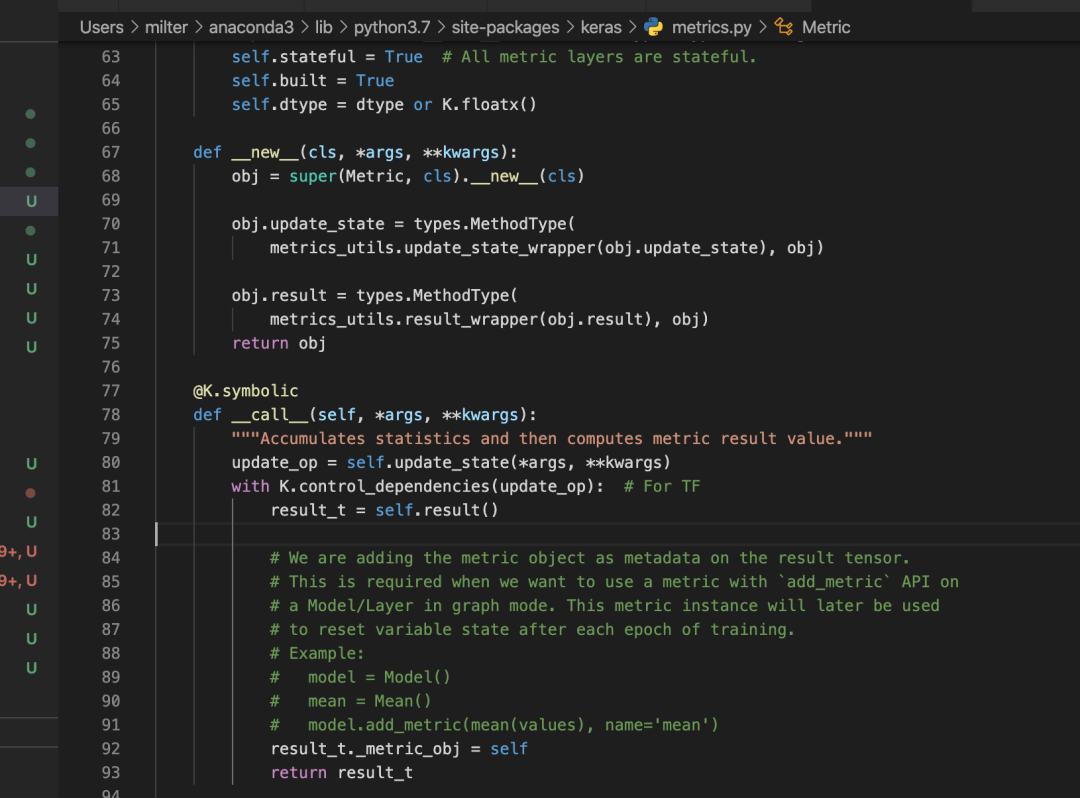 Users > milter > anaconda3 > lib > python3.7 > site-packages > keras > metrics.py > Metric
63 self.stateful = True  # All metric layers are stateful.
64 self.built = True
65 self.dtype = dtype or K.floatx()
66
67 def __new__(cls, *args, **kwargs):
68 obj = super(Metric, cls).__new__(cls)
69
70 obj.update_state = types.MethodType(
71 metrics_utils.update_state_wrapper(obj.update_state), obj)
72
73 obj.result = types.MethodType(
74 metrics_utils.result_wrapper(obj.result), obj)
75 return obj
76
77 @K.symbolic
78 def __call__(self, *args, **kwargs):
79 """Accumulates statistics and then computes metric result value."""
80 update_op = self.update_state(*args, **kwargs)
81 with K.control_dependencies(update_op):  # For TF
82 result_t = self.result()
83
84 # We are adding the metric object as metadata on the result tensor.
85 # This is required when we want to use a metric with `add_metric` API on
86 # a Model/Layer in graph mode. This metric instance will later be used
87 # to reset variable state after each epoch of training.
88 # Example:
89 #   model = Model()
90 #   mean = Mean()
91 #   model.add_metric(mean(values), name='mean')
92 result_t._metric_obj = self
93 return result_t
94
U
U
U
U
U
U
U
9+, U
9+, U
U
U
U